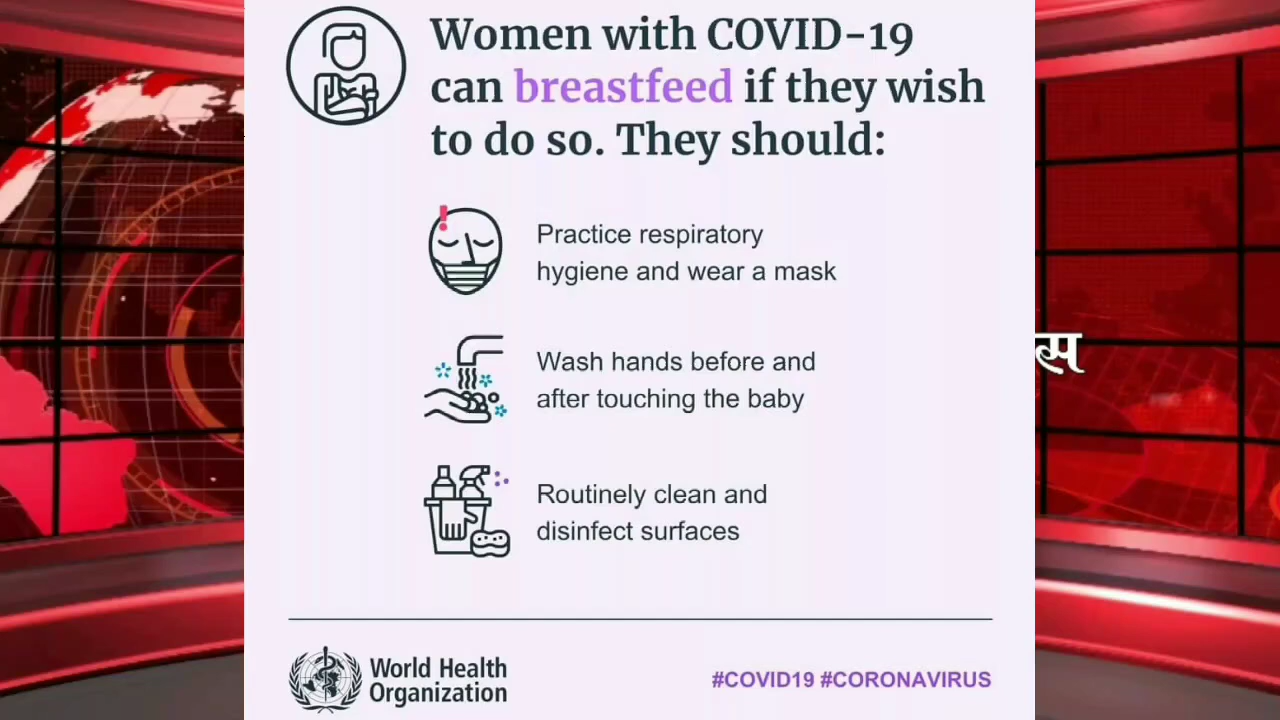 Women with COVID-19
can breastfeed if they wish
to do so. They should:
Practice respiratory
hygiene and wear a mask
Wash hands before and
after touching the baby
Routinely clean and
disinfect surfaces
World Health
Organization
#COVID19 #CORONAVIRUS